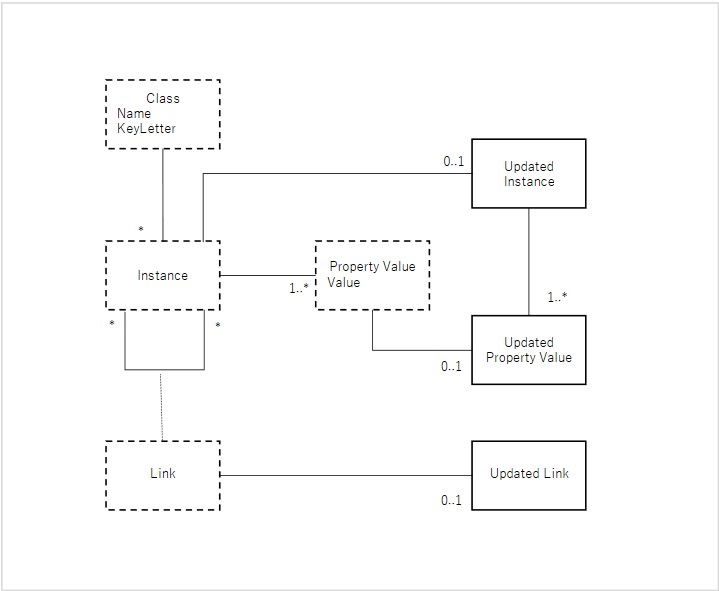 Class
Name
KeyLetter
0..1
Updated
Instance
*
Instance
Property Value
Value
1..*
1..*
*
*
Updated
Property Value
0..1
Link
Updated Link
0..1